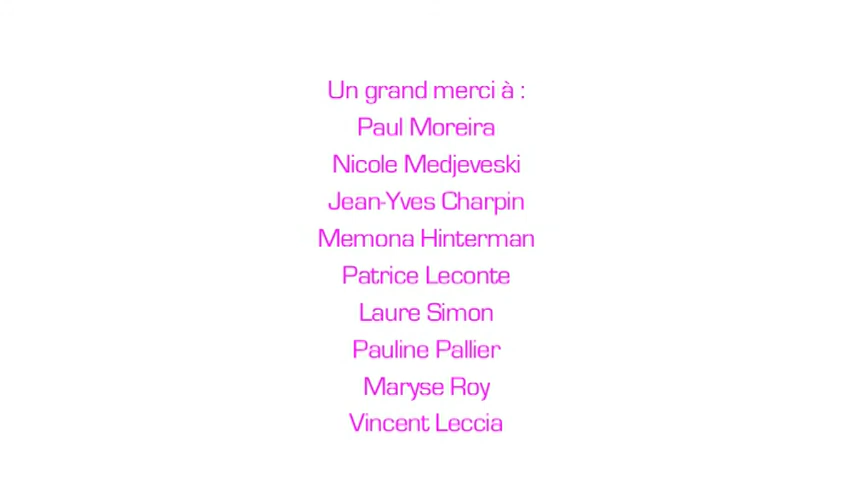 Un grand merci à :
Paul Moreira
Nicole Medjeveski
Jean-Yves Charpin
Memona Hinterman
Patrice Leconte
Laure Simon
Pauline Pallier
Maryse Roy
Vincent Leccia